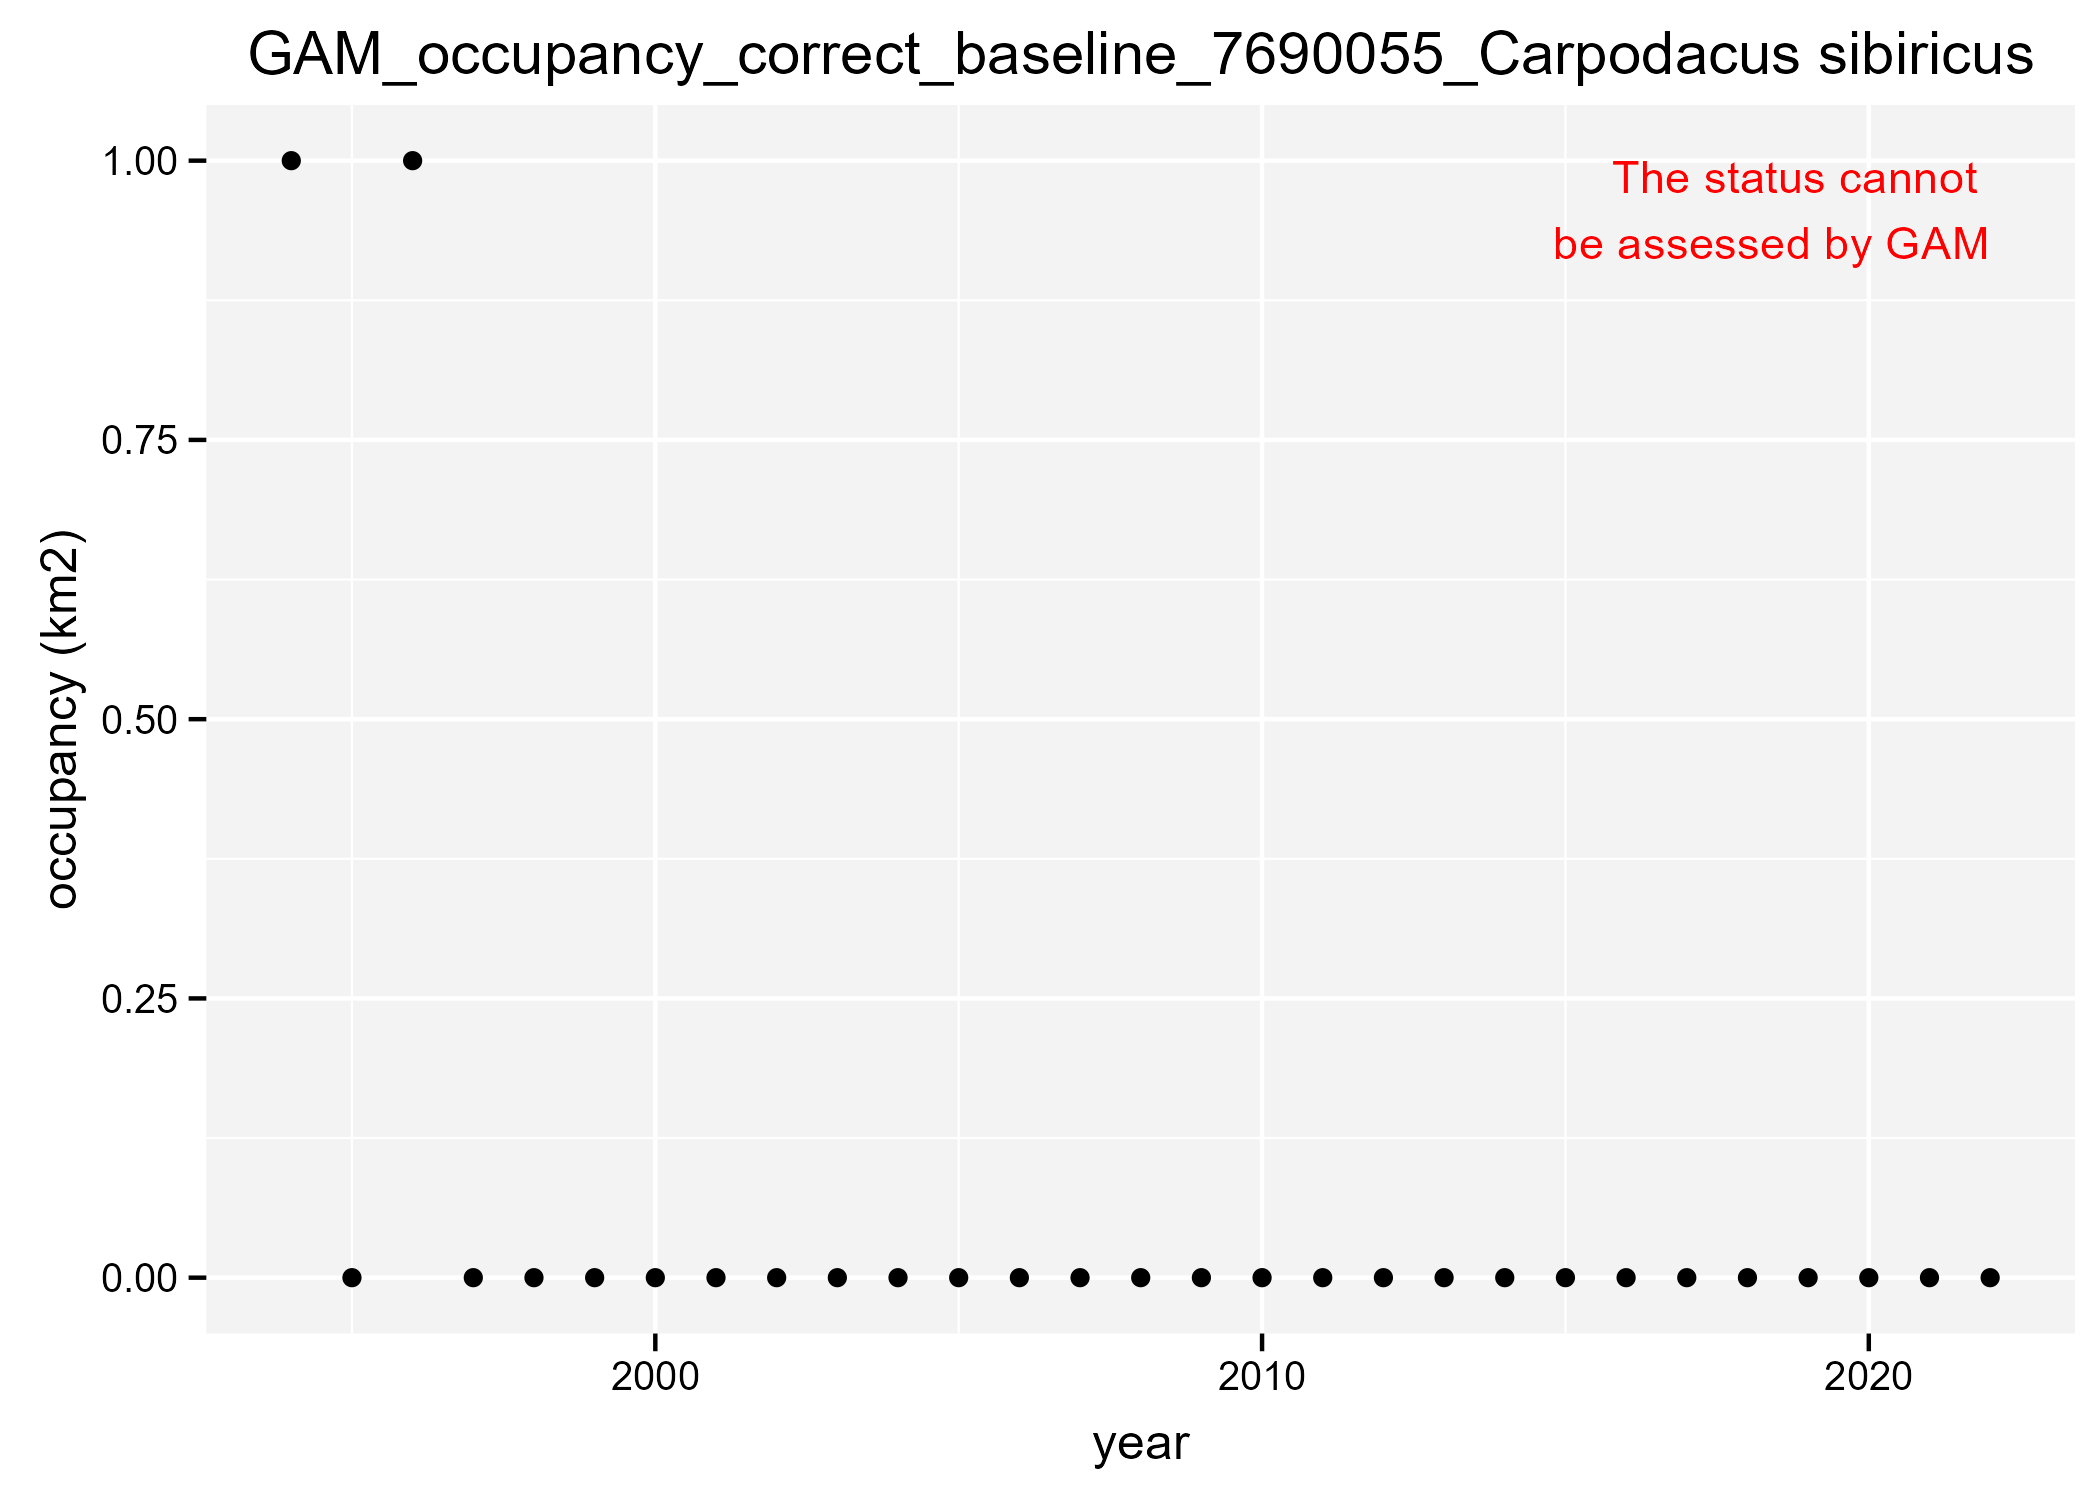 GAM_occupancy_correct_baseline_7690055_Carpodacus sibiricus
The status cannot
be assessed by GAM
occupancy (km2)
1.00
0.75
0.50
0.25
0.00
2000
2010
2020
year